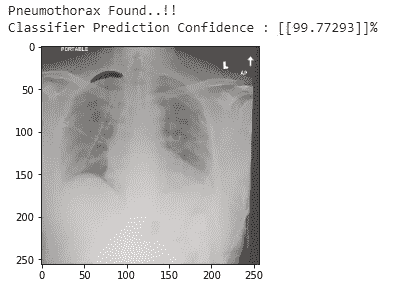 Pneumothorax Found..!!
Classifier Prediction Confidence : [[99.77293]]%
PORTABLE
L
AP
0
50
100
150
200
250
0 50 100 150 200 250